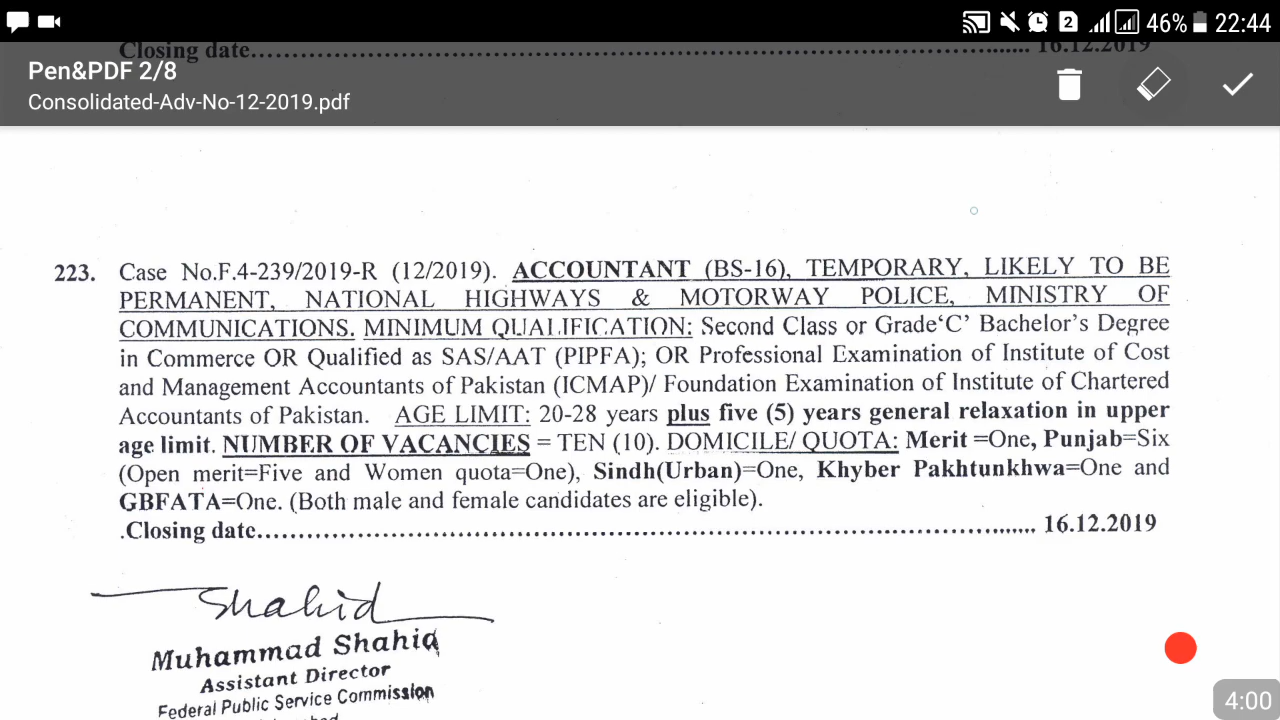 46% 22:44
Closing date.................................................................................... 16.12.2019
Pen&PDF 2/8
Consolidated-Adv-No-12-2019.pdf
223. Case No.F.4-239/2019-R (12/2019). ACCOUNTANT (BS-16), TEMPORARY, LIKELY TO BE
PERMANENT, NATIONAL HIGHWAYS & MOTORWAY POLICE, MINISTRY OF
COMMUNICATIONS. MINIMUM QUALIFICATION: Second Class or Grade‘C’ Bachelor’s Degree
in Commerce OR Qualified as SAS/AAT (PIPFA); OR Professional Examination of Institute of Cost
and Management Accountants of Pakistan (ICMAP)/ Foundation Examination of Institute of Chartered
Accountants of Pakistan. AGE LIMIT: 20-28 years plus five (5) years general relaxation in upper
age limit. NUMBER OF VACANCIES = TEN (10). DOMICILE/ QUOTA: Merit =One, Punjab=Six
(Open merit=Five and Women quota=One), Sindh(Urban)=One, Khyber Pakhtunkhwa=One and
GBFATA=One. (Both male and female candidates are eligible).
.Closing date.................................................................................... 16.12.2019
Shahid
Muhammad Shahid
Assistant Director
Federal Public Service Commission
4:00